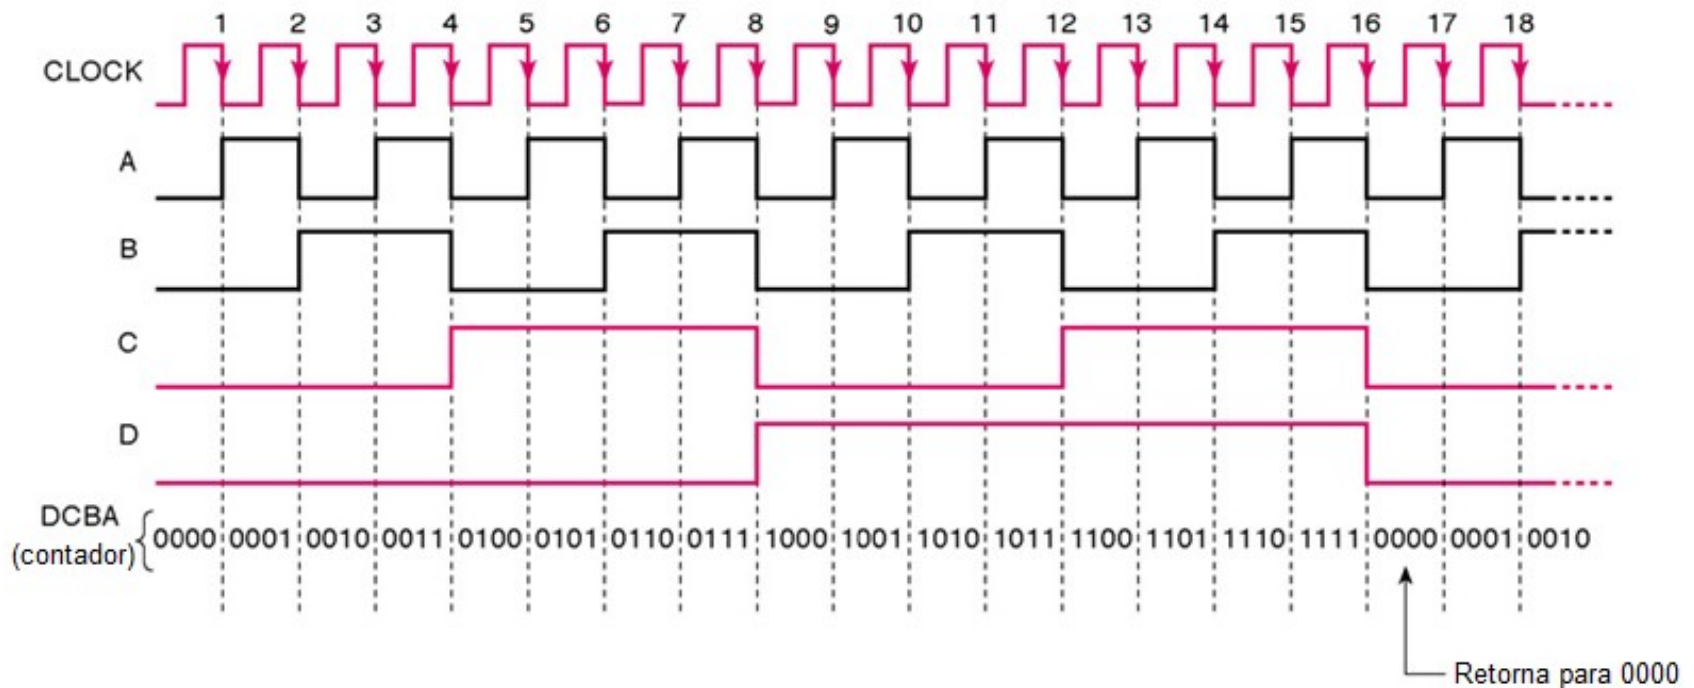 1 2 3 4 5 6 7 8 9 10 11 12 13 14 15 16 17 18
CLOCK
A
B
C
D
DCBA
(contador)
0000 0001 0010 0011 0100 0101 0110 0111 1000 1001 1010 1011 1100 1101 1110 1111 0000 0001 0010
Retorna para 0000